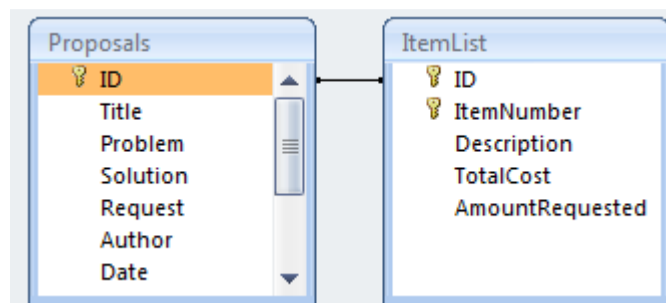 Proposals
ID
Title
Problem
Solution
Request
Author
Date
ItemList
ID
ItemNumber
Description
TotalCost
AmountRequested